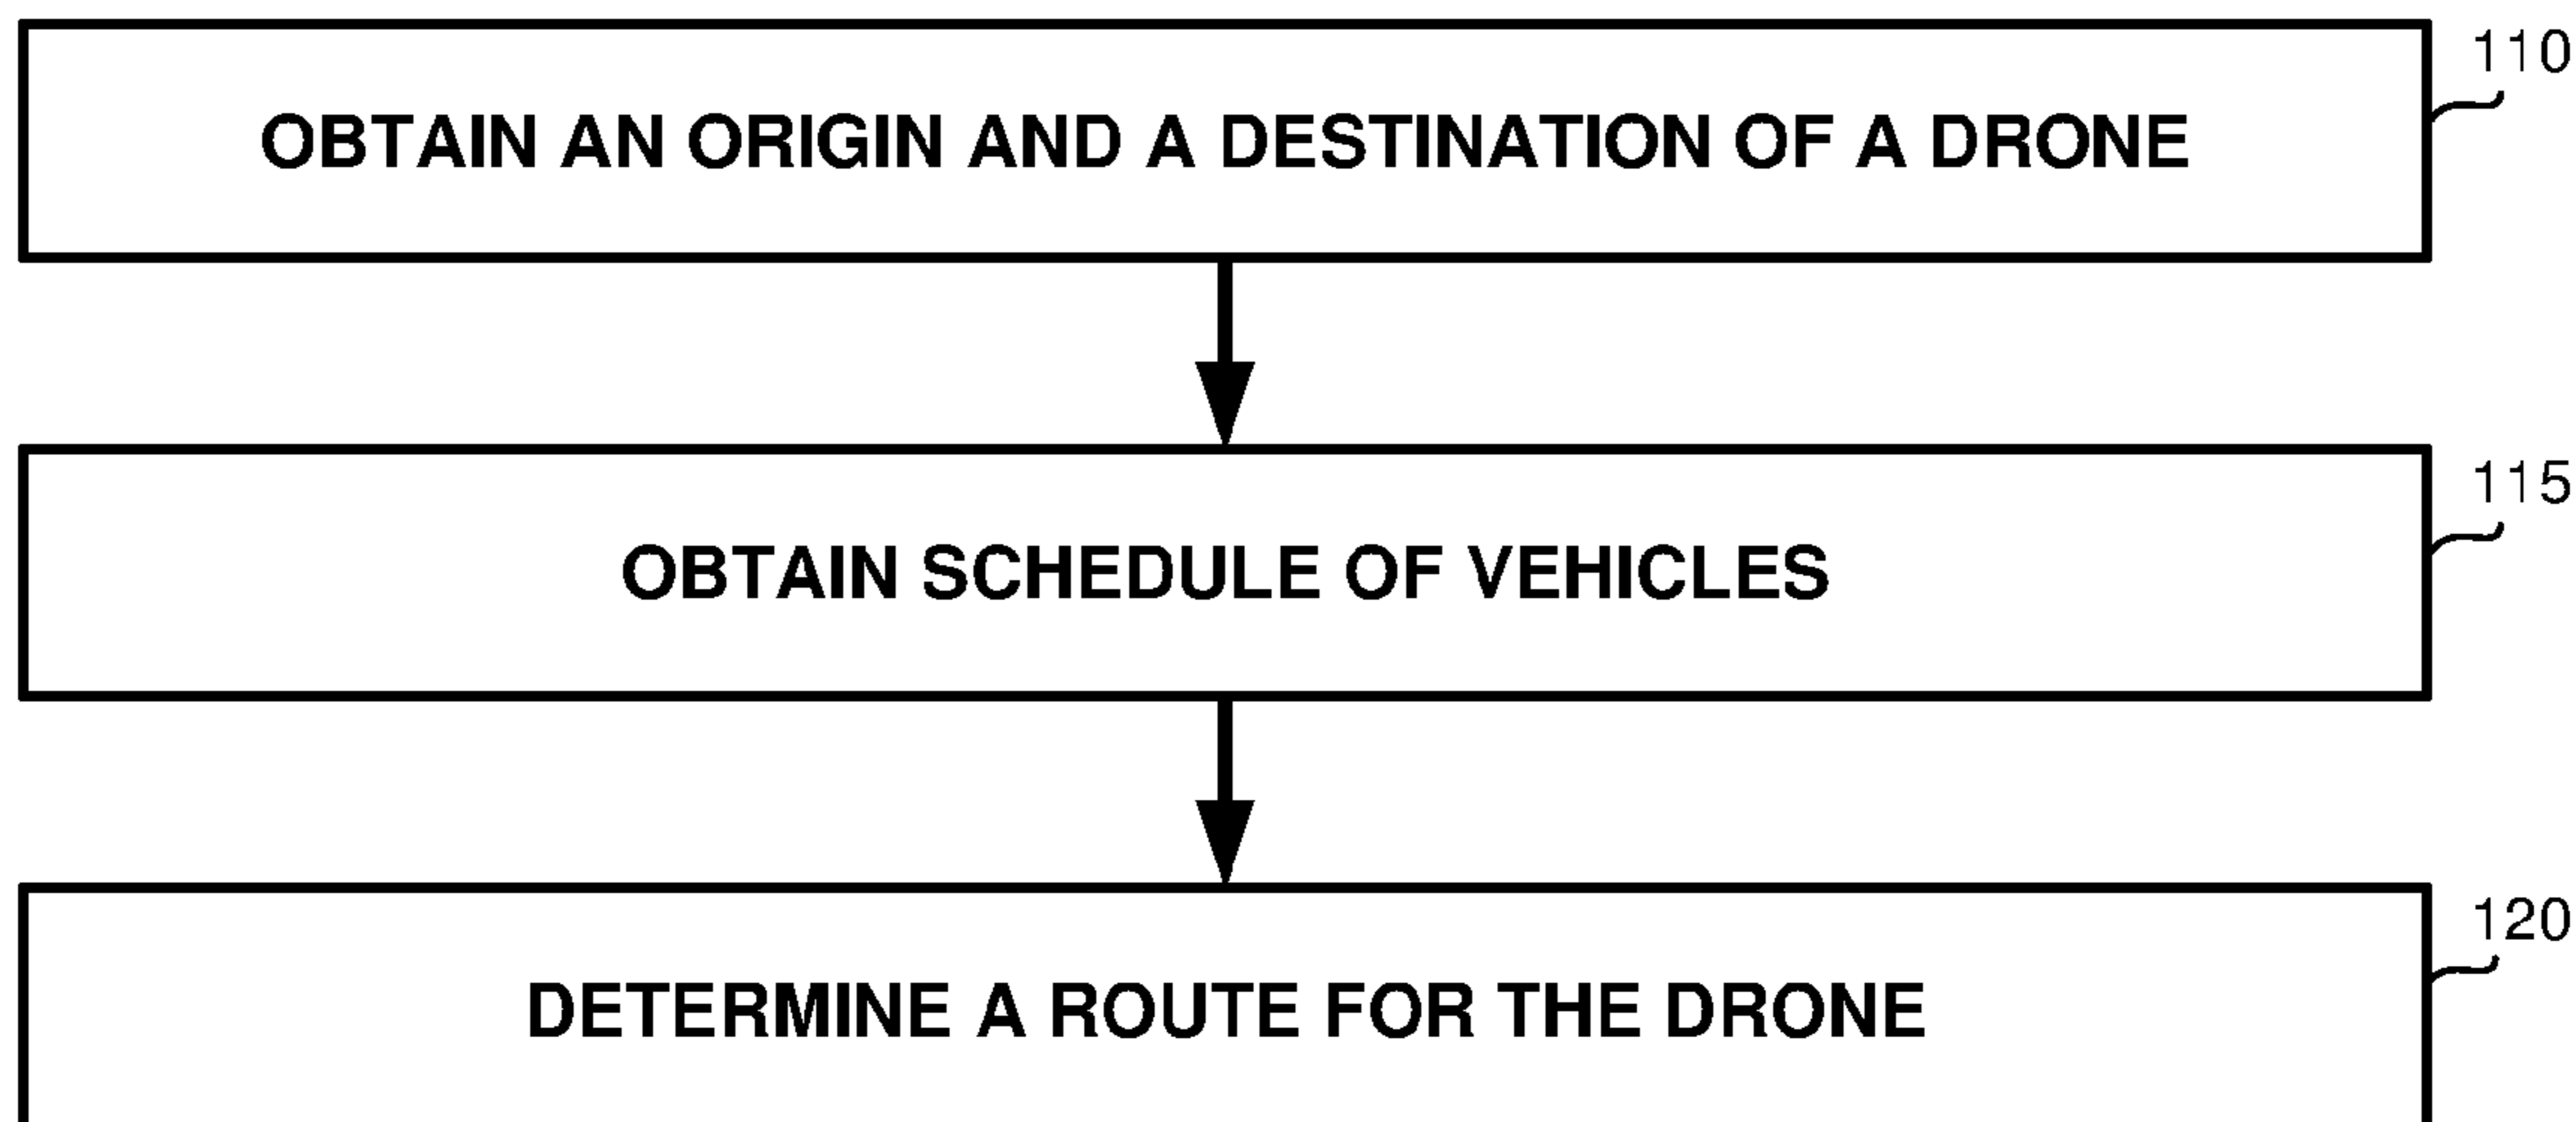 110
OBTAIN AN ORIGIN AND A DESTINATION OF A DRONE
115
OBTAIN SCHEDULE OF VEHICLES
120
DETERMINE A ROUTE FOR THE DRONE